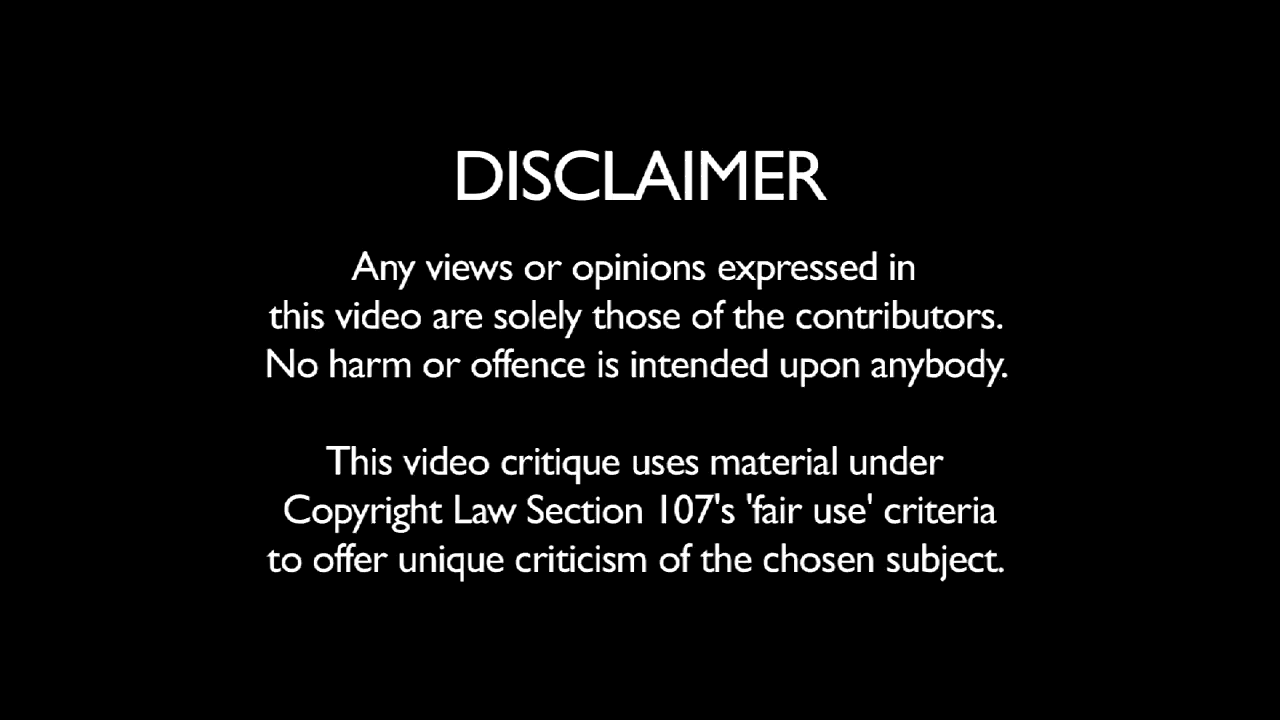 DISCLAIMER
Any views or opinions expressed in
this video are solely those of the contributors.
No harm or offence is intended upon anybody.
This video critique uses material under
Copyright Law Section 107's 'fair use' criteria
to offer unique criticism of the chosen subject.